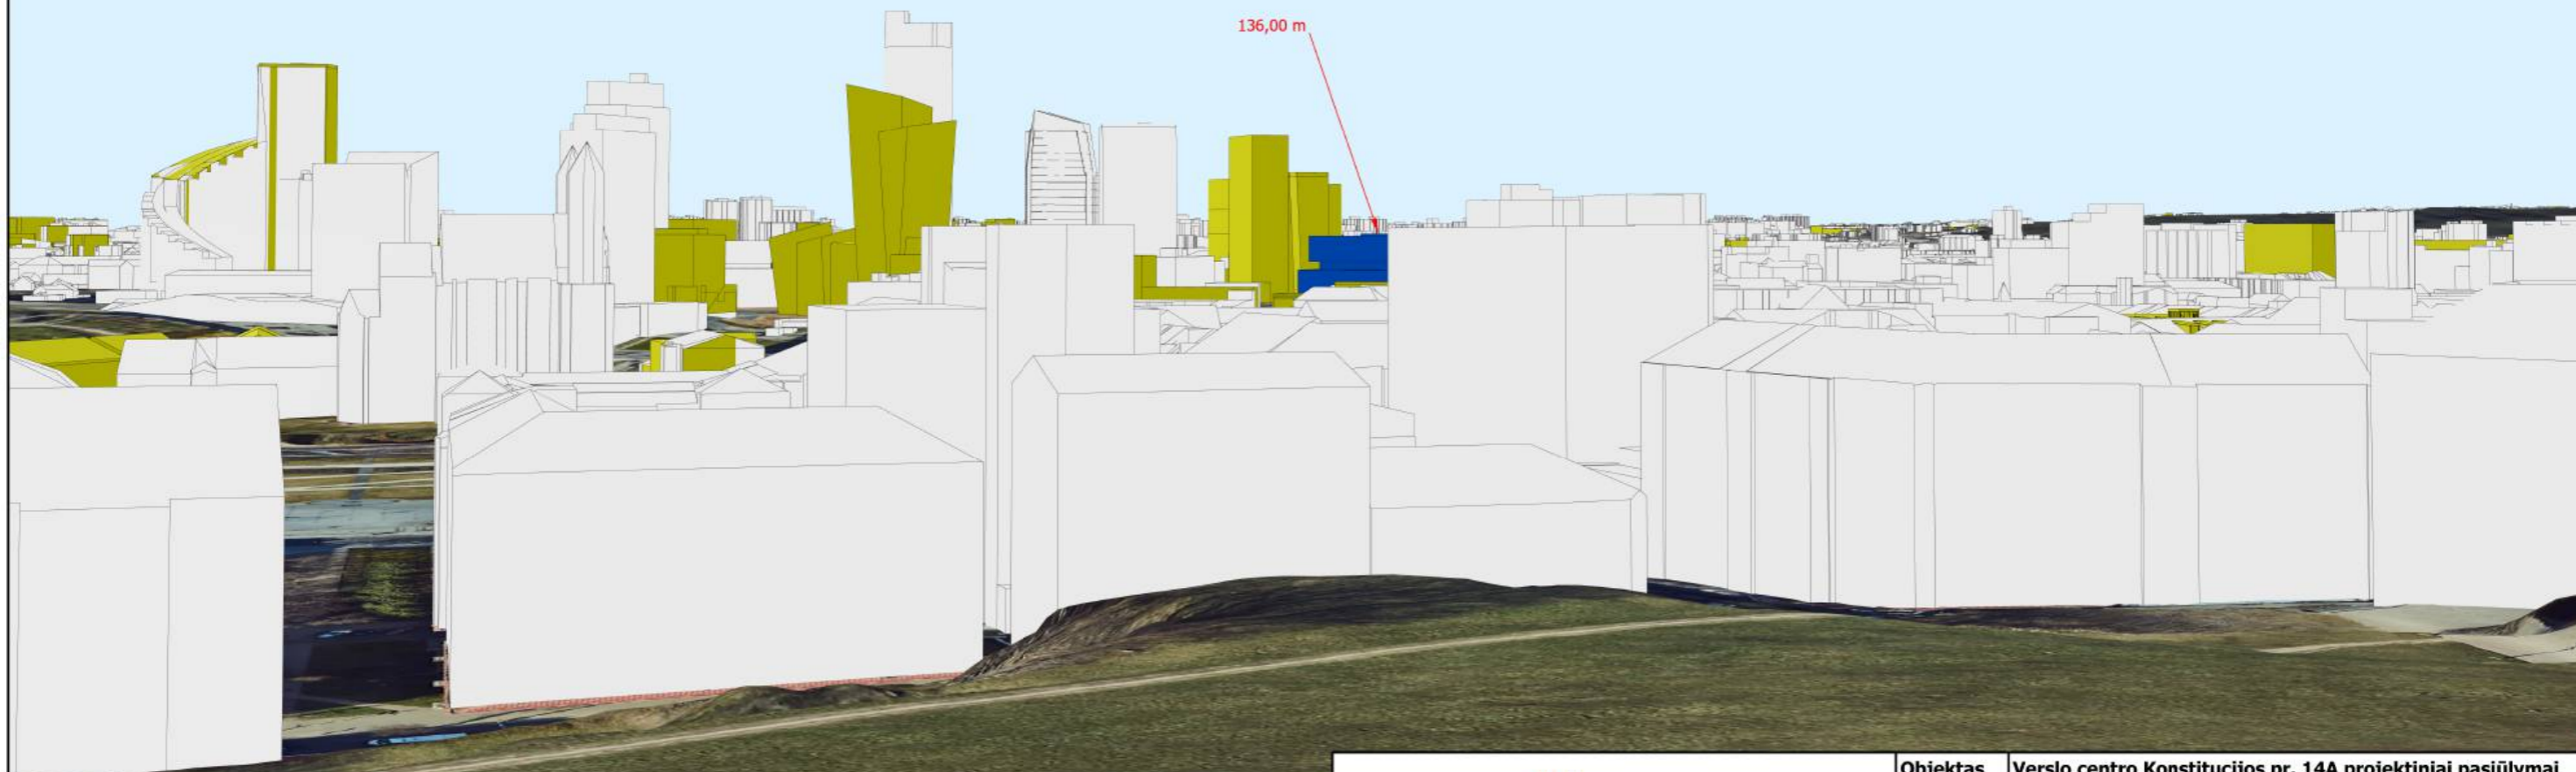 136,00 m
Objektas
Verslo centro Konstitucijos pr. 14A projektiniai pasiūlymai